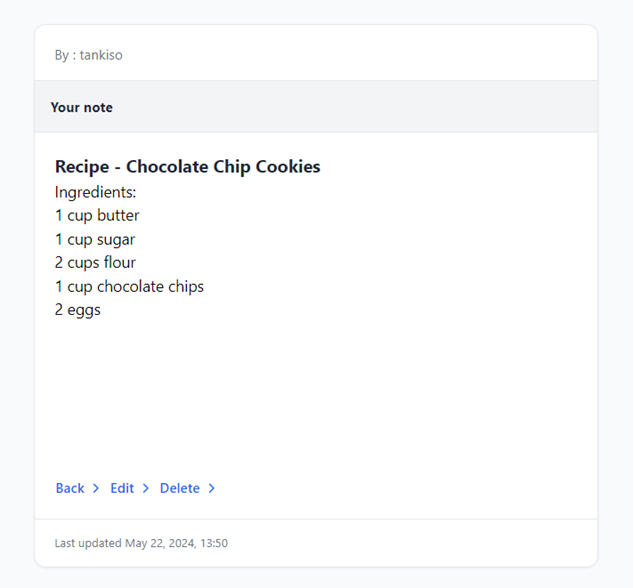 By : tankiso
Your note
Recipe - Chocolate Chip Cookies
Ingredients:
1 cup butter
1 cup sugar
2 cups flour
1 cup chocolate chips
2 eggs
Back > Edit > Delete >
Last updated May 22, 2024, 13:50